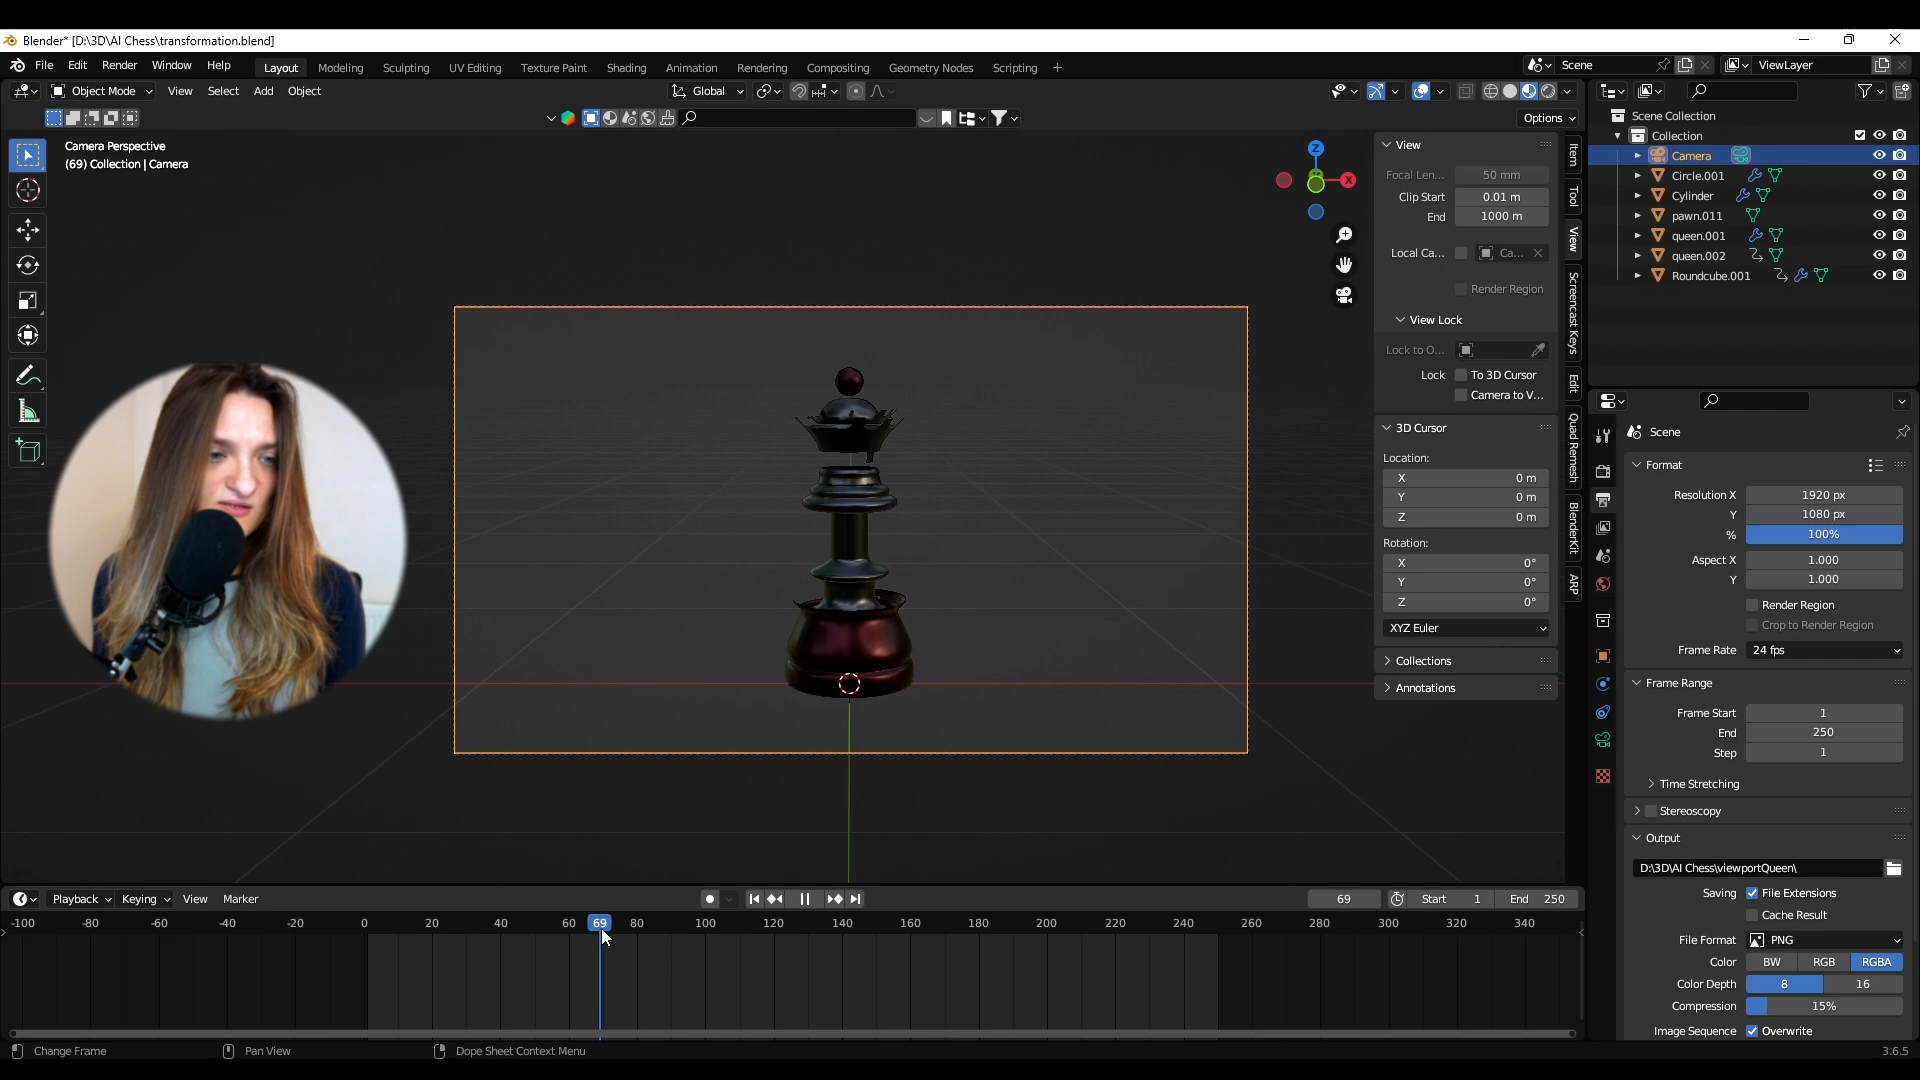 Blender* [D:\3D\AI Chess\transformation.blend]
File Edit Render Window Help Layout Modeling Sculpting UV Editing Texture Paint Shading Animation Rendering Compositing Geometry Nodes Scripting +
Scene ViewLayer
Object Mode View Select Add Object Global
Options
Camera Perspective
(69) Collection | Camera
Z
X
View
Focal Len... 50 mm
Clip Start 0.01 m
End 1000 m
Local Ca... Ca...
Render Region
View Lock
Lock to O...
Lock To 3D Cursor
Camera to V...
3D Cursor
Location:
X 0 m
Y 0 m
Z 0 m
Rotation:
X 0°
Y 0°
Z 0°
XYZ Euler
Collections
Annotations
Item
Tool
View
Screencast Keys
Edit
Quad Remesh
BlenderKit
ARP
Scene Collection
Collection
Camera
Circle.001
Cylinder
pawn.011
queen.001
queen.002
Roundcube.001
Scene
Format
Resolution X 1920 px
Y 1080 px
% 100%
Aspect X 1.000
Y 1.000
Render Region
Crop to Render Region
Frame Rate 24 fps
Frame Range
Frame Start 1
End 250
Step 1
Time Stretching
Stereoscopy
Output
D:\3D\AI Chess\viewportQueen\
Saving File Extensions
Cache Result
File Format PNG
Color BW RGB RGBA
Color Depth 8 16
Compression 15%
Image Sequence Overwrite
Playback Keying View Marker 69 Start 1 End 250
-100 -80 -60 -40 -20 0 20 40 60 69 80 100 120 140 160 180 200 220 240 260 280 300 320 340
Change Frame Pan View Dope Sheet Context Menu 3.6.5